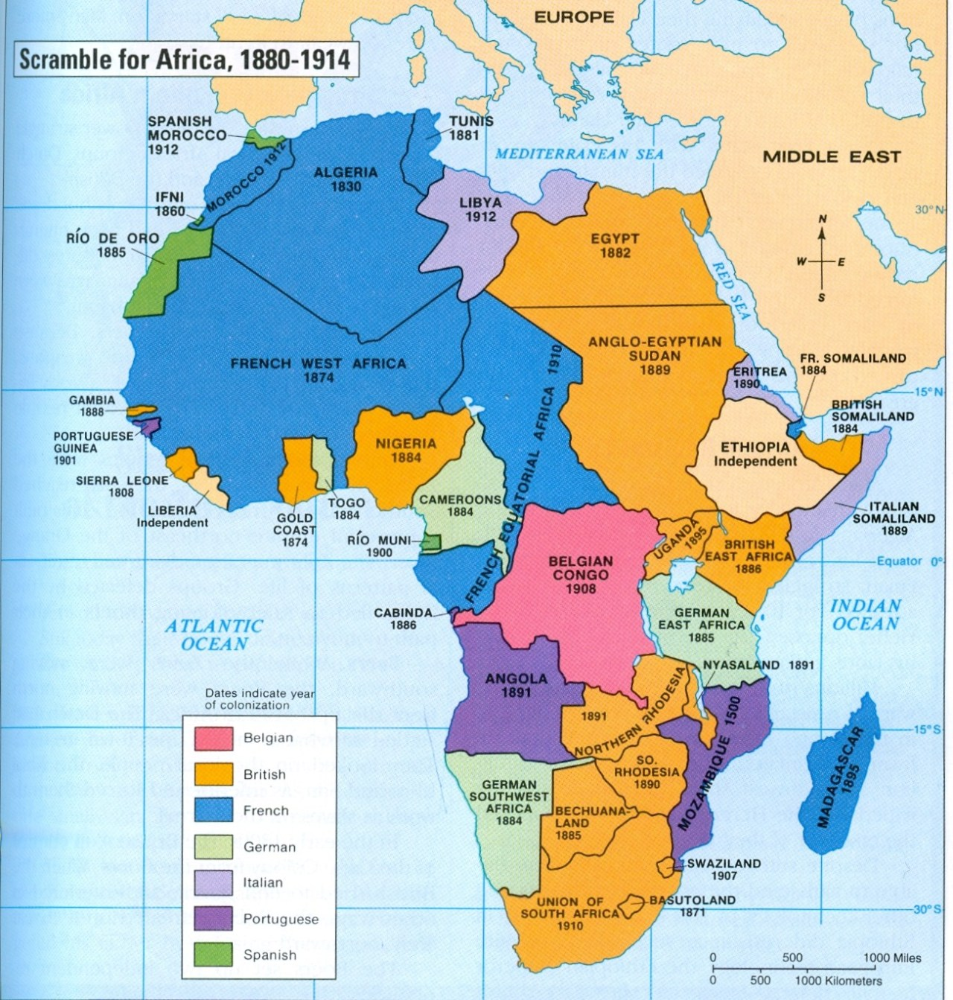 EUROPE
Scramble for Africa, 1880-1914
SPANISH
MOROCCO
1912
TUNIS
1881
MEDITERRANEAN SEA
MIDDLE EAST
MOROCCO 1912
ALGERIA
1830
IFNI
1860
LIBYA
1912
30°N
RÍO DE ORO
1885
EGYPT
1882
N
W
E
S
RED SEA
FRENCH WEST AFRICA
1874
ANGLO-EGYPTIAN
SUDAN
1889
ERITREA
1890
FR. SOMALILAND
1884
15°N
GAMBIA
1888
BRITISH
SOMALILAND
1884
PORTUGUESE
GUINEA
1901
NIGERIA
1884
FRENCH EQUATORIAL AFRICA 1910
ETHIOPIA
Independent
SIERRA LEONE
1808
LIBERIA
Independent
GOLD
COAST
1874
TOGO
1884
CAMEROONS
1884
RÍO MUNI
1900
ITALIAN
SOMALILAND
1889
UGANDA
1895
BRITISH
EAST AFRICA
1886
Equator 0°
BELGIAN
CONGO
1908
CABINDA
1886
ATLANTIC
OCEAN
GERMAN
EAST AFRICA
1885
INDIAN
OCEAN
NYASALAND 1891
ANGOLA
1891
1891
NORTHERN RHODESIA
MOZAMBIQUE 1500
15°S
MADAGASCAR
1895
SO.
RHODESIA
1890
GERMAN
SOUTHWEST
AFRICA
1884
BECHUANA-
LAND
1885
SWAZILAND
1907
BASUTOLAND
1871
UNION OF
SOUTH AFRICA
1910
30°S
Dates indicate year
of colonization
Belgian
British
French
German
Italian
Portuguese
Spanish
0 500 1000 Miles
0 500 1000 Kilometers